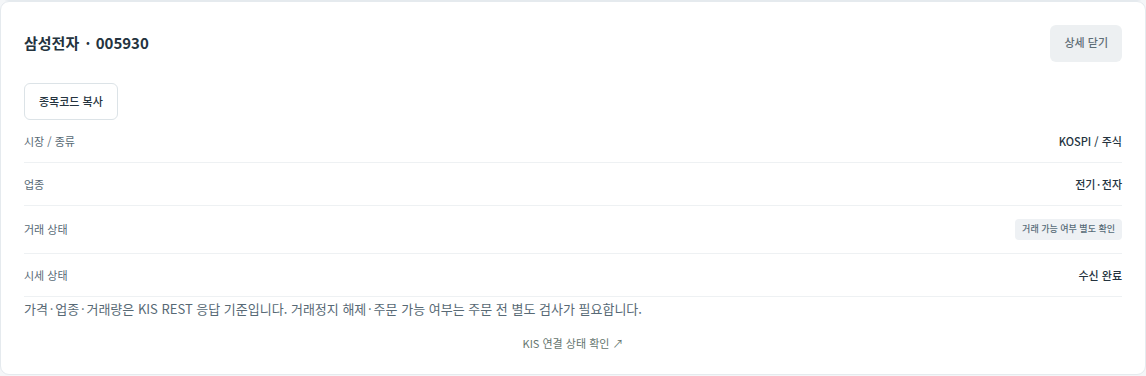 삼성전자 · 005930
상세 닫기
종목코드 복사
시장 / 종류
KOSPI / 주식
업종
전기·전자
거래 상태
거래 가능 여부 별도 확인
시세 상태
수신 완료
가격·업종·거래량은 KIS REST 응답 기준입니다. 거래정지 해제·주문 가능 여부는 주문 전 별도 검사가 필요합니다.
KIS 연결 상태 확인 ↗